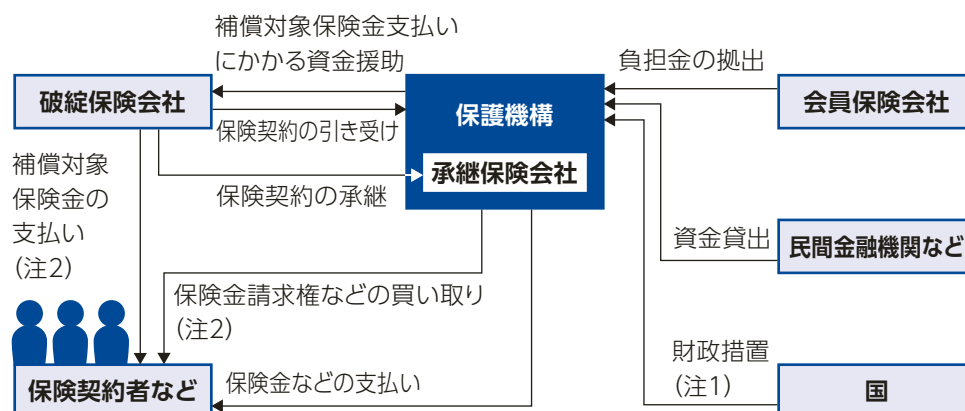 補償対象保険金支払い
にかかる資金援助
負担金の拠出
破綻保険会社
保護機構
会員保険会社
保険契約の引き受け
承継保険会社
補償対象
保険金の
支払い
(注2)
保険契約の承継
資金貸出
民間金融機関など
保険金請求権などの買い取り
(注2)
財政措置
(注1)
保険契約者など
保険金などの支払い
国